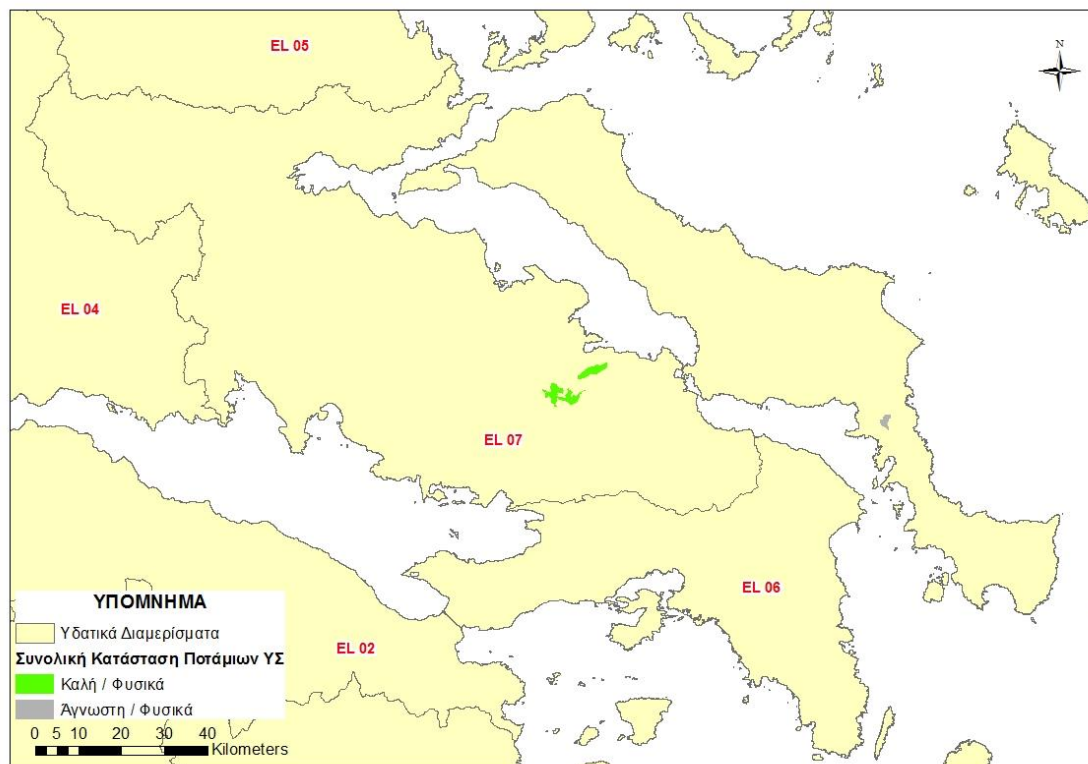 EL 05
N
EL 04
EL 07
EL 06
EL 02
ΥΠΟΜΝΗΜΑ
Υδατικά Διαμερίσματα
Συνολική Κατάσταση Ποτάμιων ΥΣ
Καλή / Φυσικά
Άγνωστη / Φυσικά
0 5 10 20 30 40
Kilometers